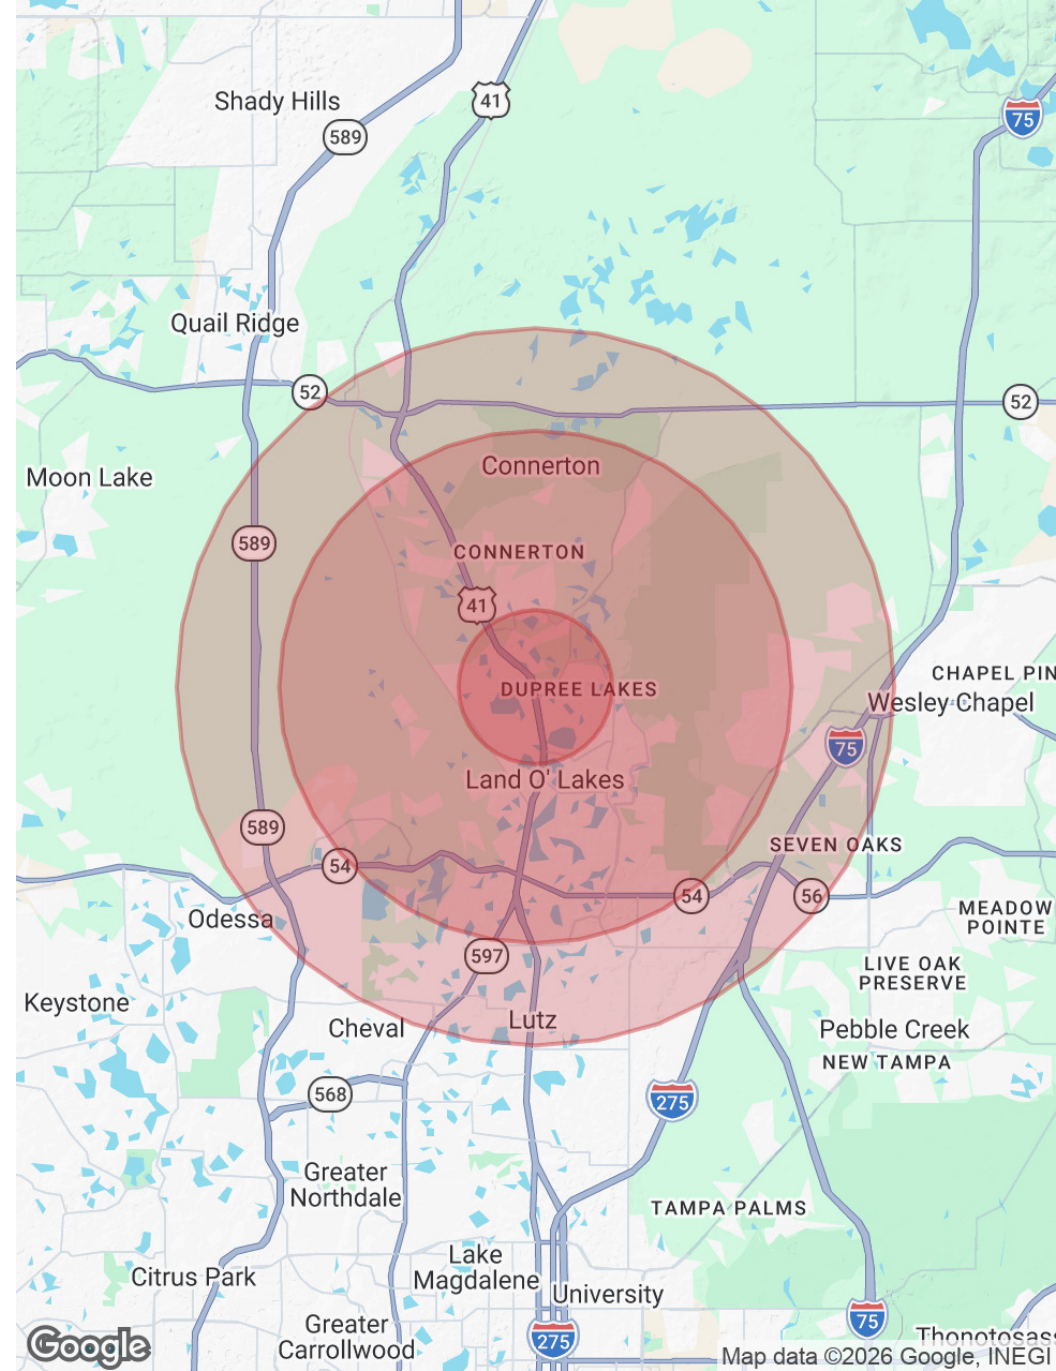 Shady Hills
41
589
75
Quail Ridge
52
52
Moon Lake
Connerton
589
CONNERTON
41
DUPREE LAKES
CHAPEL PIN
Wesley Chapel
75
Land O' Lakes
589
54
SEVEN OAKS
54
56
Odessa
MEADOW
POINTE
597
LIVE OAK
PRESERVE
Keystone
Cheval
Lutz
Pebble Creek
NEW TAMPA
568
275
Greater
Northdale
TAMPA PALMS
Lake
Magdalene
Citrus Park
University
Greater
Carrollwood
275
75
Thonotosass
Google
Map data ©2026 Google, INEGI